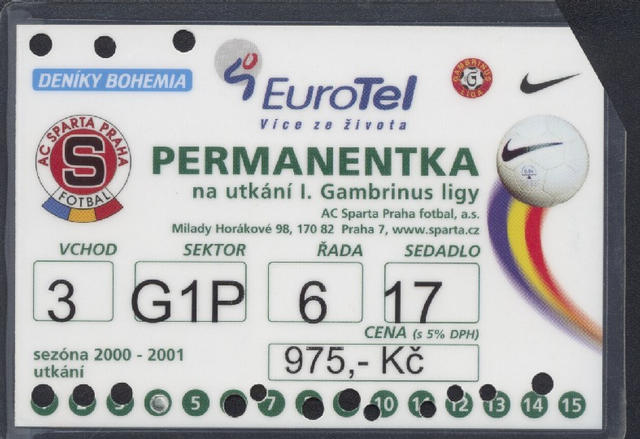 DENÍKY BOHEMIA
EuroTel
Více ze života
GAMBRINUS
G
LIGA
AC SPARTA PRAHA
S
FOTBAL
PERMANENTKA
na utkání I. Gambrinus ligy
AC Sparta Praha fotbal, a.s.
Milady Horákové 98, 170 82 Praha 7, www.sparta.cz
VCHOD SEKTOR ŘADA SEDADLO
3 G1P 6 17
CENA (s 5% DPH)
975,- Kč
sezóna 2000 - 2001
utkání
5 7 10 12 13 14 15